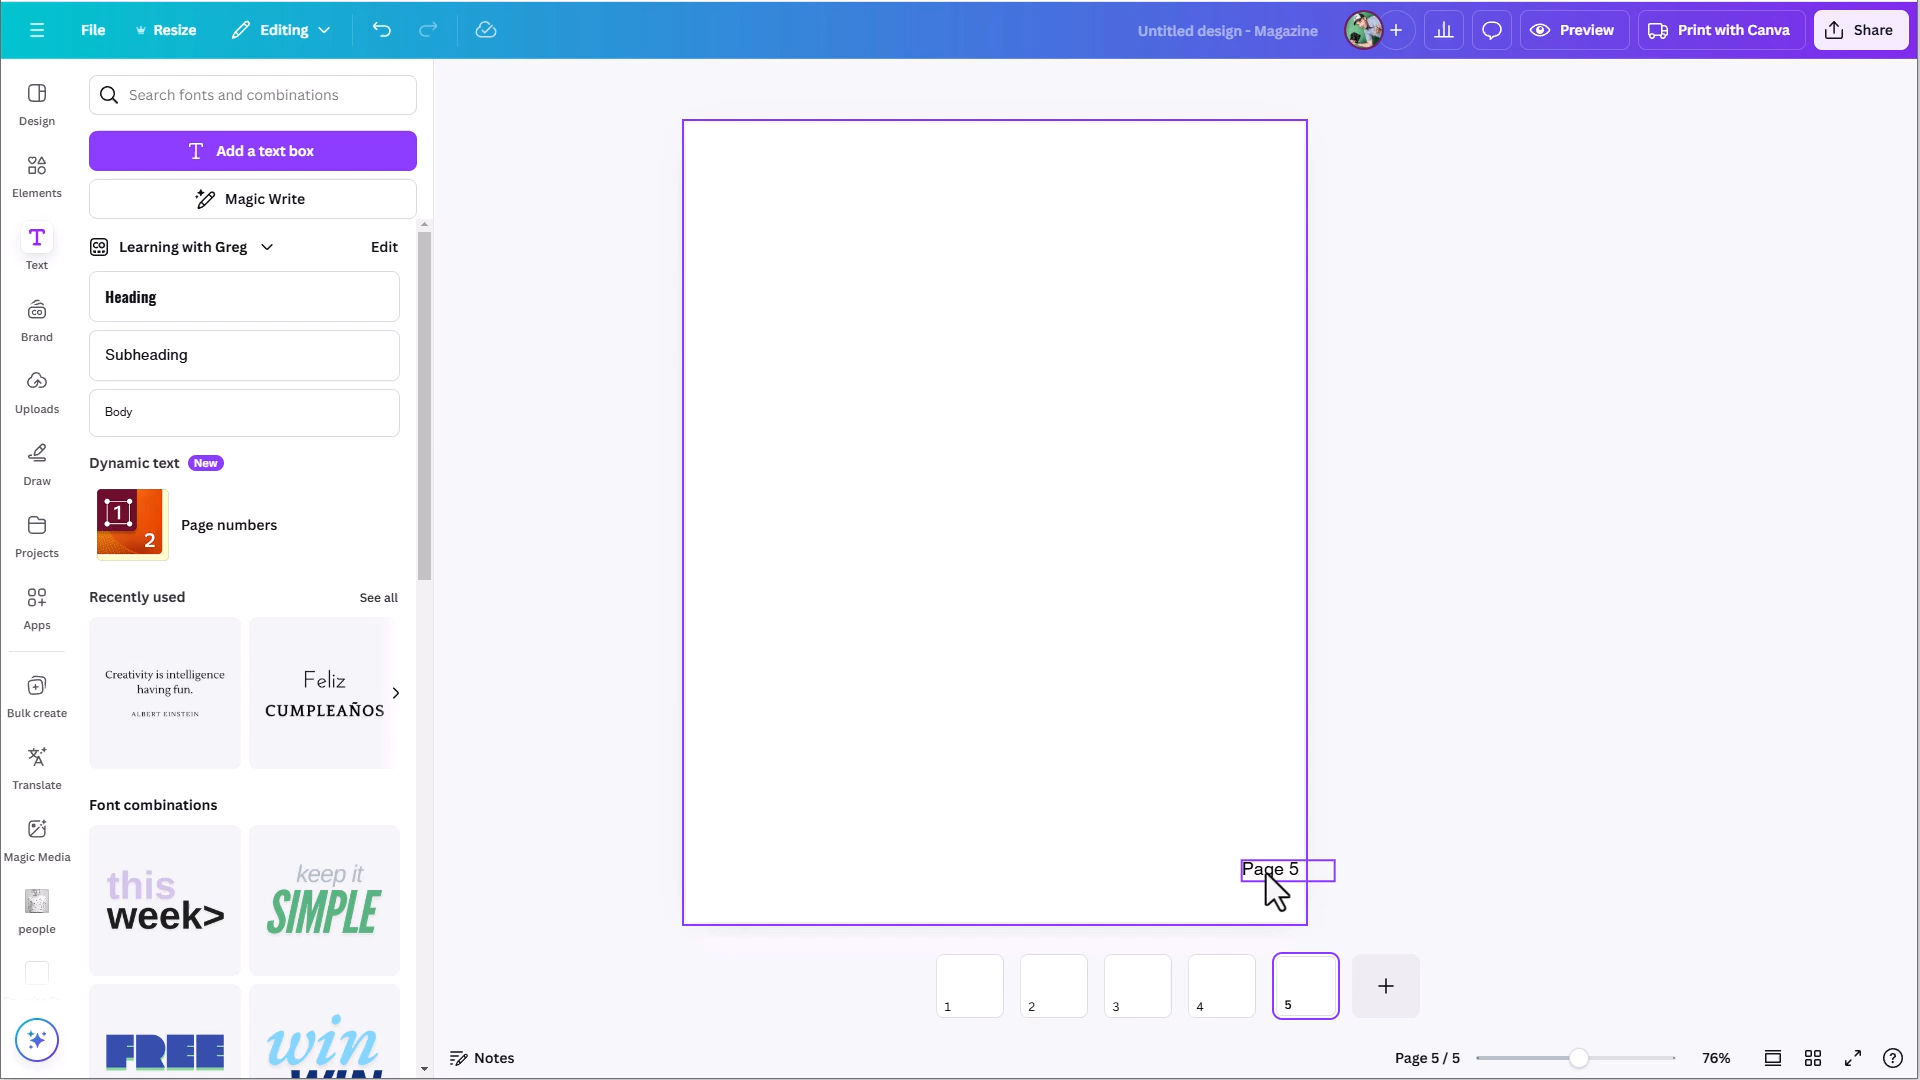 File
Resize
Editing
Untitled design - Magazine
Preview
Print with Canva
Share
Design
Elements
Text
Brand
Uploads
Draw
Projects
Apps
Bulk create
Translate
Magic Media
people
Search fonts and combinations
Add a text box
Magic Write
Learning with Greg
Edit
Heading
Subheading
Body
Dynamic text New
1
2
Page numbers
Recently used
See all
Creativity is intelligence
having fun.
ALBERT EINSTEIN
Feliz
CUMPLEAÑOS
Font combinations
this
week>
keep it
SIMPLE
FREE
win
WIN
Page 5
1
2
3
4
5
Notes
Page 5 / 5
76%